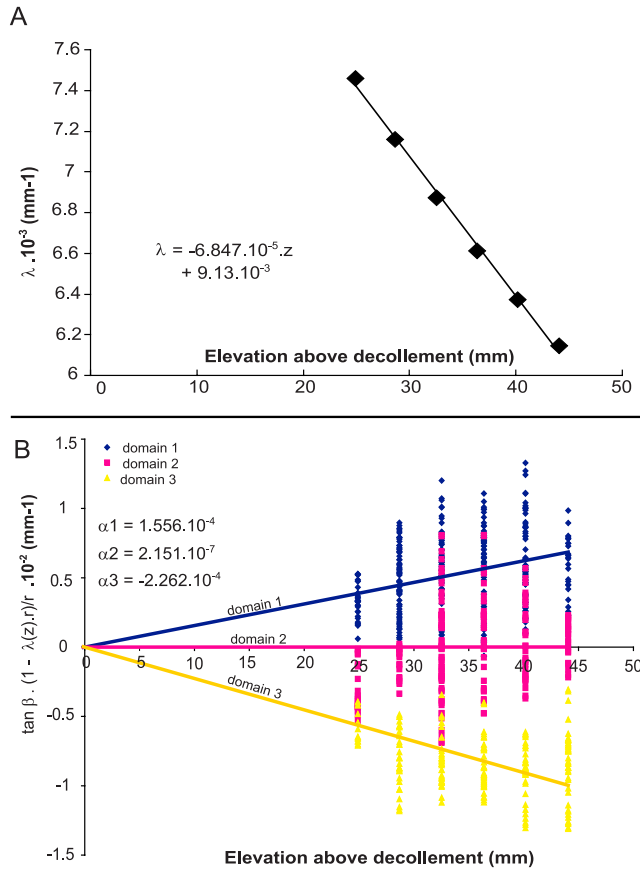 A
7.6
7.4
7.2
7
6.8
6.6
6.4
6.2
6
λ .10-3 (mm-1)
λ = -6.847.10-5.z
+ 9.13.10-3
Elevation above decollement (mm)
0 10 20 30 40 50
B
1.5
1
0.5
0
-0.5
-1
-1.5
tan β . (1 - λ(z).r)/r .10-2 (mm-1)
domain 1
domain 2
domain 3
α1 = 1.556.10-4
α2 = 2.151.10-7
α3 = -2.262.10-4
domain 1
domain 2
domain 3
0 5 10 15 20 25 30 35 40 45 50
Elevation above decollement (mm)